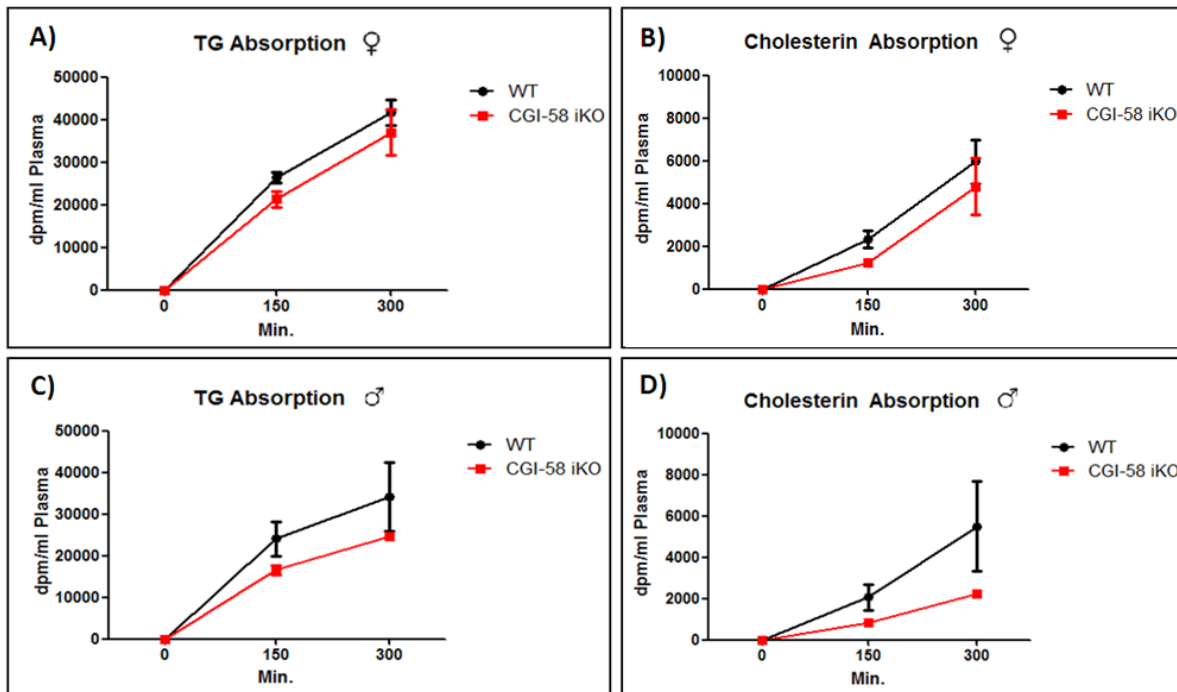 A)
TG Absorption ♀
50000
40000
30000
20000
10000
0
dpm/ml Plasma
0 150 300
Min.
WT
CGI-58 iKO
B)
Cholesterin Absorption ♀
10000
8000
6000
4000
2000
0
dpm/ml Plasma
0 150 300
Min.
WT
CGI-58 iKO
C)
TG Absorption ♂
50000
40000
30000
20000
10000
0
dpm/ml Plasma
0 150 300
Min.
WT
CGI-58 iKO
D)
Cholesterin Absorption ♂
10000
8000
6000
4000
2000
0
dpm/ml Plasma
0 150 300
Min.
WT
CGI-58 iKO